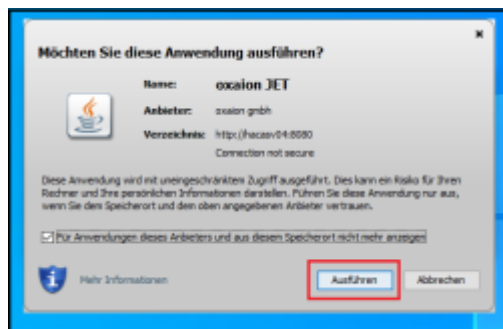 Möchten Sie diese Anwendung ausführen?
Name: oxaion JET
Anbieter: oxaion gmbh
Verzeichnis: http://hacasv04:8080
Connection not secure
Diese Anwendung wird mit uneingeschränktem Zugriff ausgeführt. Dies kann ein Risiko für Ihren
Rechner und Ihre persönlichen Informationen darstellen. Führen Sie diese Anwendung nur aus,
wenn Sie dem Speicherort und dem oben angegebenen Anbieter vertrauen.
Für Anwendungen dieses Anbieters und aus diesem Speicherort nicht mehr anzeigen
Mehr Informationen
Ausführen
Abbrechen